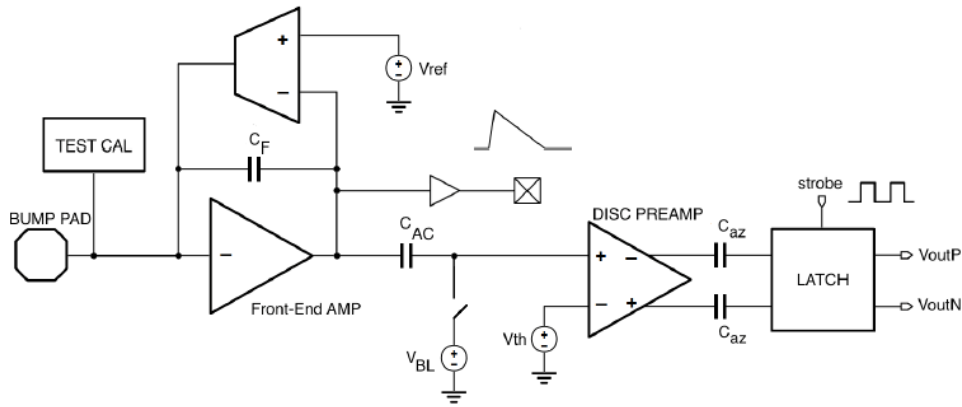 +
Vref
−
TEST CAL
C_F
strobe
BUMP PAD
DISC PREAMP
C_AC
C_az
−
+ −
LATCH
VoutP
Front-End AMP
− +
VoutN
Vth
C_az
V_BL